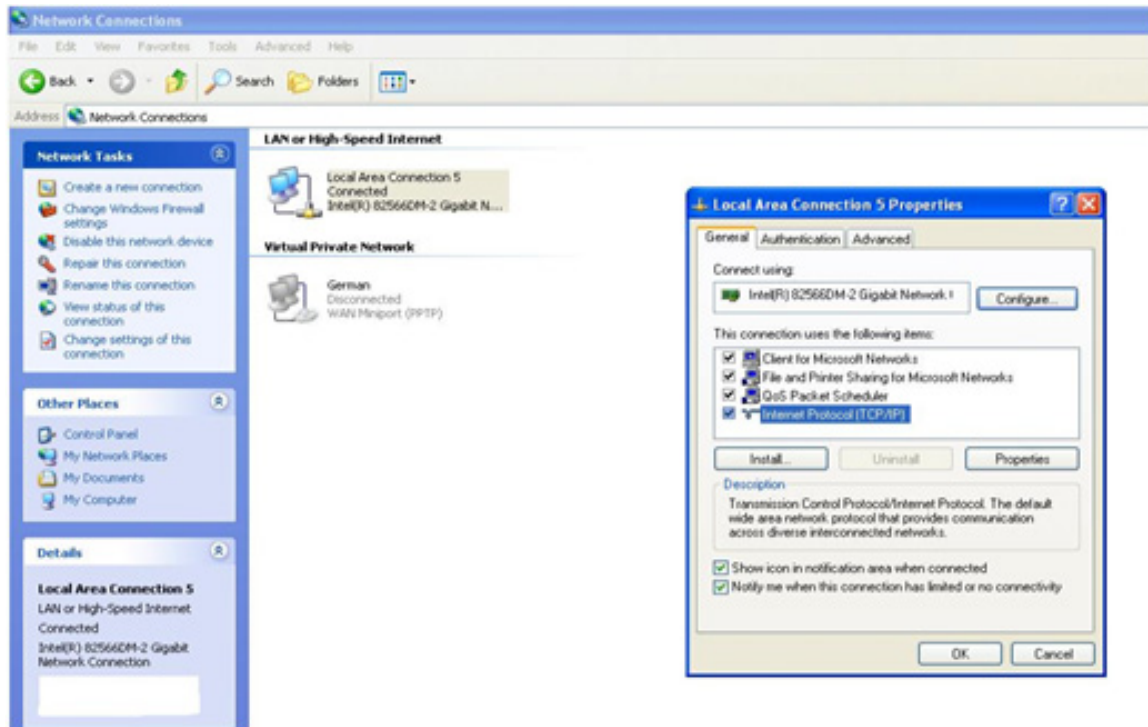 Network Connections
File Edit View Favorites Tools Advanced Help
Back Search Folders
Address Network Connections
Network Tasks
Create a new connection
Change Windows Firewall
settings
Disable this network device
Repair this connection
Rename this connection
View status of this
connection
Change settings of this
connection
Other Places
Control Panel
My Network Places
My Documents
My Computer
Details
Local Area Connection 5
LAN or High-Speed Internet
Connected
Intel(R) 82566DM-2 Gigabit
Network Connection
LAN or High-Speed Internet
Local Area Connection 5
Connected
Intel(R) 82566DM-2 Gigabit N...
Virtual Private Network
German
Disconnected
WAN Miniport (PPTP)
Local Area Connection 5 Properties
General Authentication Advanced
Connect using:
Intel(R) 82566DM-2 Gigabit Network
Configure...
This connection uses the following items:
Client for Microsoft Networks
File and Printer Sharing for Microsoft Networks
QoS Packet Scheduler
Internet Protocol (TCP/IP)
Install... Uninstall Properties
Description
Transmission Control Protocol/Internet Protocol. The default
wide area network protocol that provides communication
across diverse interconnected networks.
Show icon in notification area when connected
Notify me when this connection has limited or no connectivity
OK Cancel